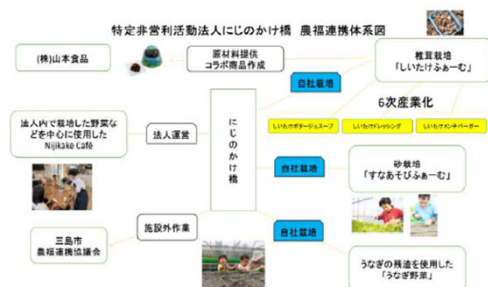 特定非営利活動法人にじのかけ橋 農福連携体系図
(株)山本食品
原材料提供
コラボ商品作成
椎茸栽培
「しいたけふぁーむ」
自社栽培
6次産業化
しいたけポタージュスープ
しいたけドレッシング
しいたけメンチバーガー
法人内で栽培した野菜な
どを中心に使用した
Nijikake Café
法人運営
にじのかけ橋
自社栽培
砂栽培
「すなあそびふぁーむ」
施設外作業
三島市
農福連携協議会
自社栽培
うなぎの残渣を使用した
「うなぎ野菜」